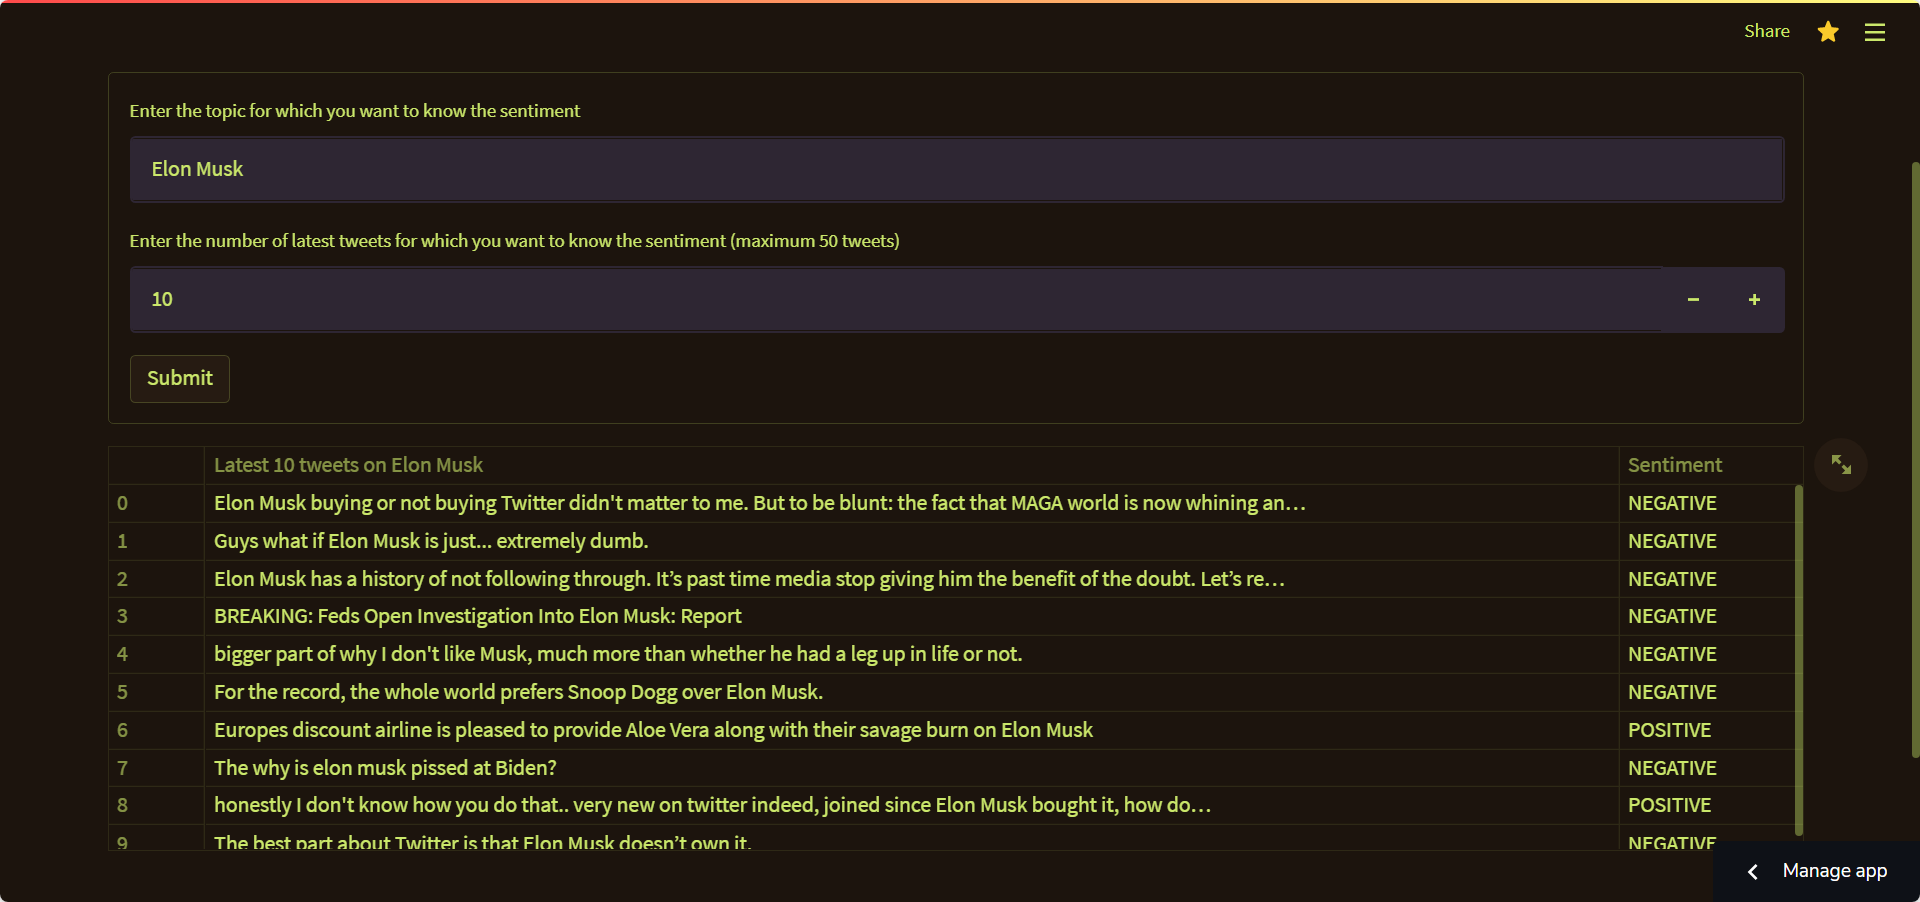 Share
Enter the topic for which you want to know the sentiment
Elon Musk
Enter the number of latest tweets for which you want to know the sentiment (maximum 50 tweets)
10 − +
Submit
Latest 10 tweets on Elon Musk Sentiment
0 Elon Musk buying or not buying Twitter didn't matter to me. But to be blunt: the fact that MAGA world is now whining an… NEGATIVE
1 Guys what if Elon Musk is just... extremely dumb. NEGATIVE
2 Elon Musk has a history of not following through. It’s past time media stop giving him the benefit of the doubt. Let’s re… NEGATIVE
3 BREAKING: Feds Open Investigation Into Elon Musk: Report NEGATIVE
4 bigger part of why I don't like Musk, much more than whether he had a leg up in life or not. NEGATIVE
5 For the record, the whole world prefers Snoop Dogg over Elon Musk. NEGATIVE
6 Europes discount airline is pleased to provide Aloe Vera along with their savage burn on Elon Musk POSITIVE
7 The why is elon musk pissed at Biden? NEGATIVE
8 honestly I don't know how you do that.. very new on twitter indeed, joined since Elon Musk bought it, how do… POSITIVE
9 The best part about Twitter is that Elon Musk doesn’t own it. NEGATIVE
Manage app